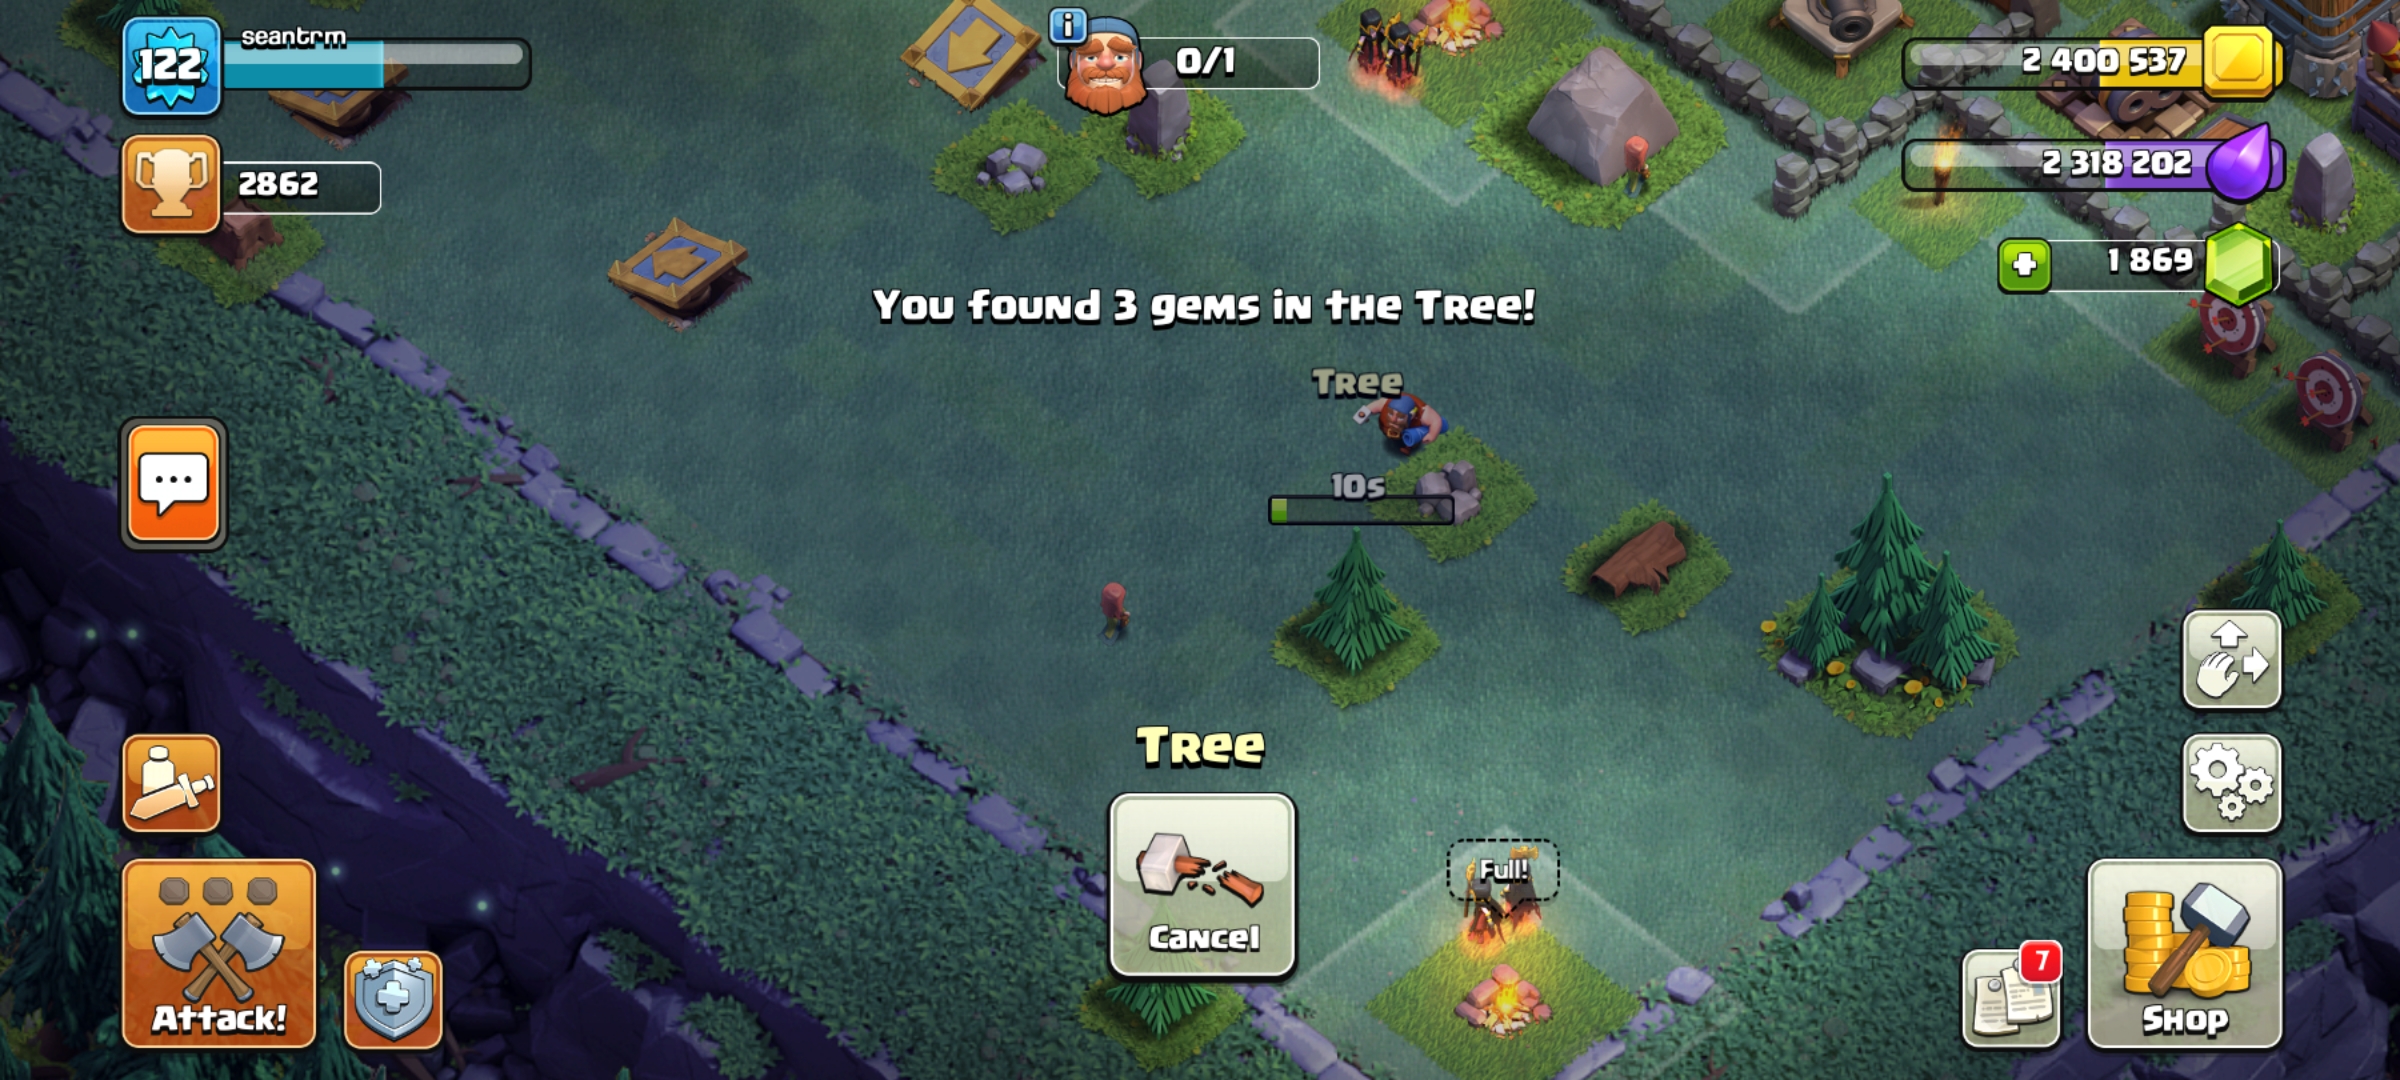 122
seantrm
i
0/1
2 400 537
2862
2 318 202
1 869
You found 3 gems in the Tree!
Tree
10s
Tree
Cancel
Full!
Attack!
7
Shop